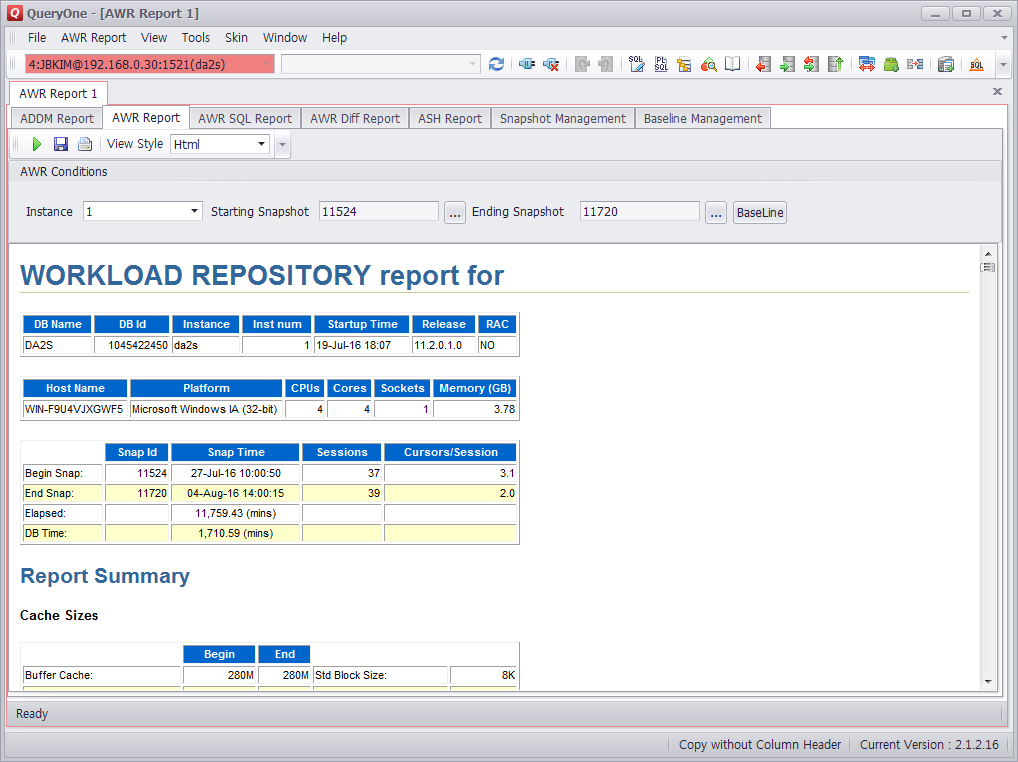 QueryOne - [AWR Report 1]
File AWR Report View Tools Skin Window Help
4:JBKIM@192.168.0.30:1521(da2s)
AWR Report 1
ADDM Report AWR Report AWR SQL Report AWR Diff Report ASH Report Snapshot Management Baseline Management
View Style Html
AWR Conditions
Instance 1 Starting Snapshot 11524 ... Ending Snapshot 11720 ... BaseLine
WORKLOAD REPOSITORY report for
DB Name DB Id Instance Inst num Startup Time Release RAC
DA2S 1045422450 da2s 1 19-Jul-16 18:07 11.2.0.1.0 NO
Host Name Platform CPUs Cores Sockets Memory (GB)
WIN-F9U4VJXGWF5 Microsoft Windows IA (32-bit) 4 4 1 3.78
Snap Id Snap Time Sessions Cursors/Session
Begin Snap: 11524 27-Jul-16 10:00:50 37 3.1
End Snap: 11720 04-Aug-16 14:00:15 39 2.0
Elapsed: 11,759.43 (mins)
DB Time: 1,710.59 (mins)
Report Summary
Cache Sizes
Begin End
Buffer Cache: 280M 280M Std Block Size: 8K
Ready
Copy without Column Header Current Version : 2.1.2.16